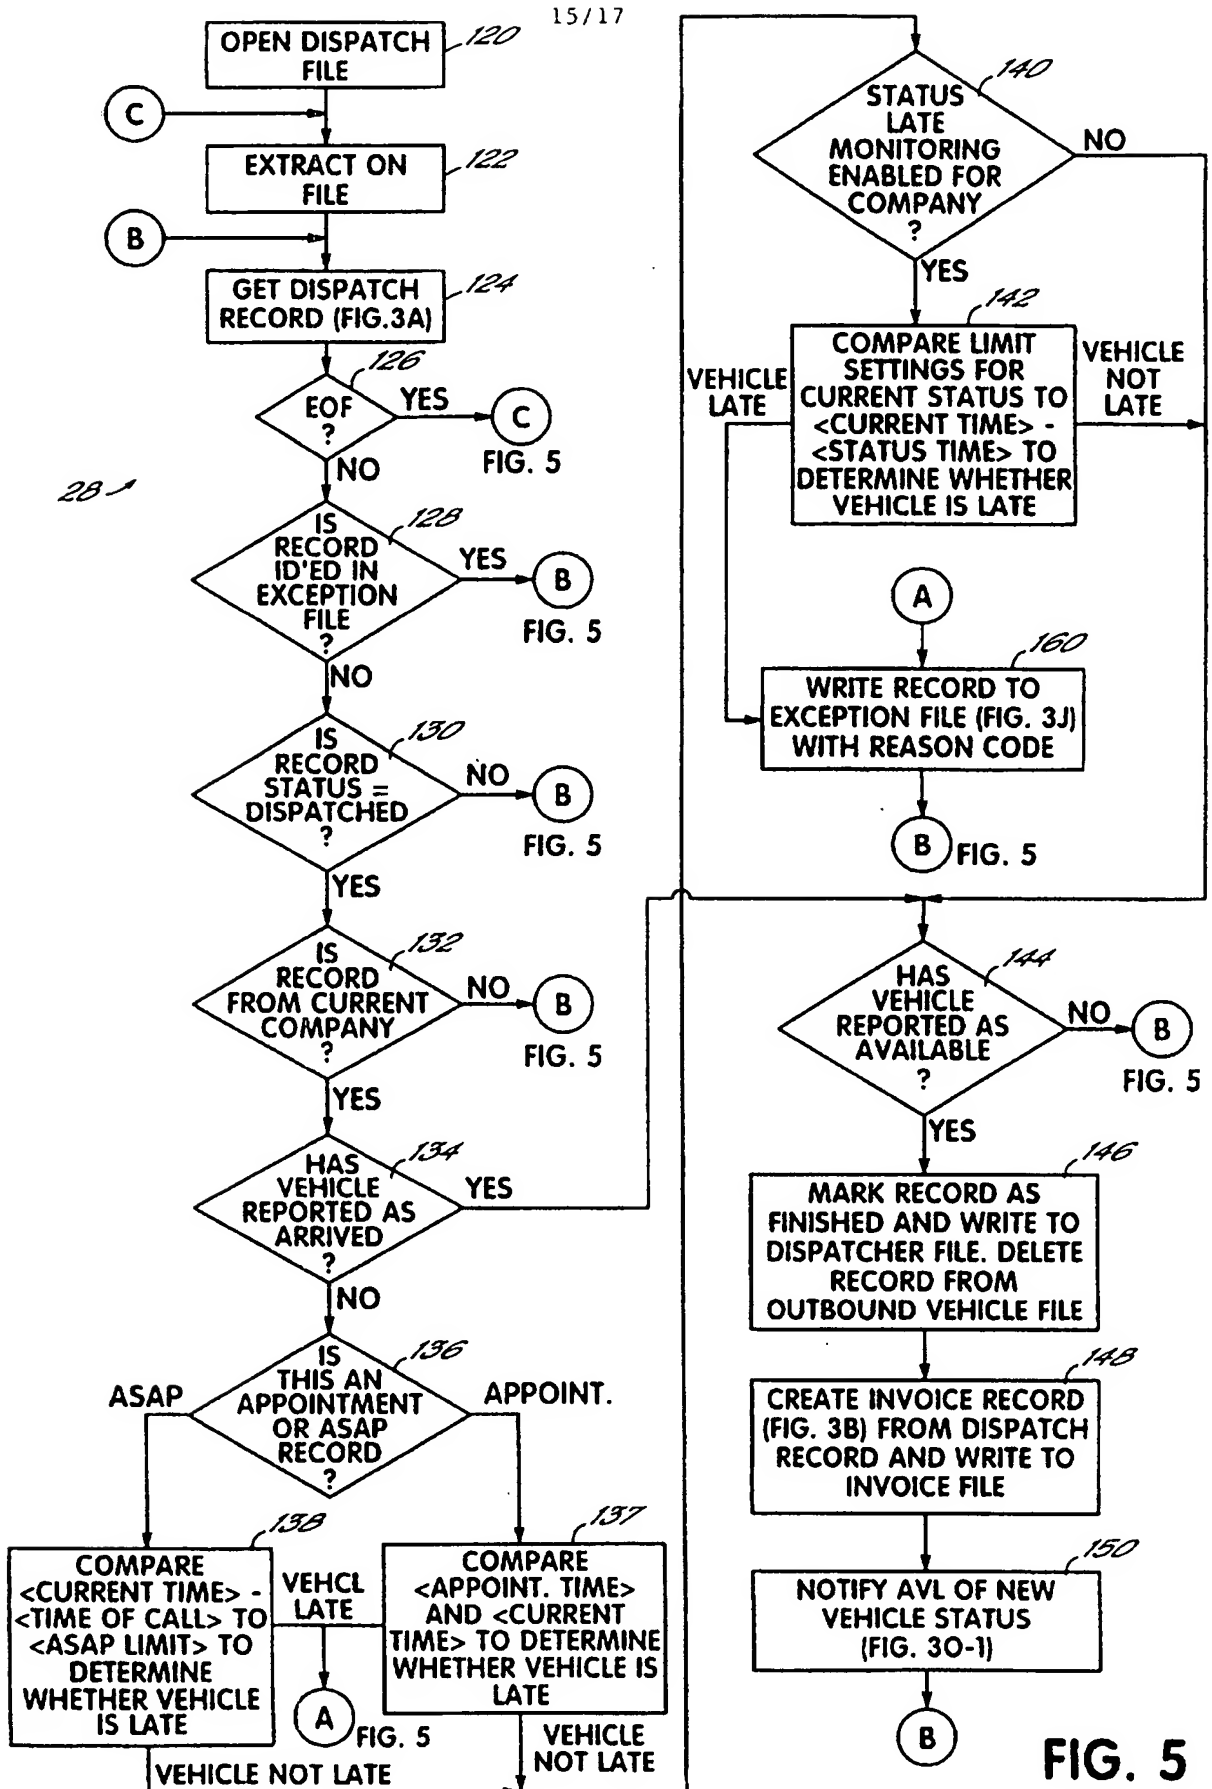 15/17
OPEN DISPATCH
FILE
120
C
EXTRACT ON
FILE
122
B
GET DISPATCH
RECORD (FIG.3A)
124
EOF
?
126
YES
C
FIG. 5
NO
28
IS
RECORD
ID'ED IN
EXCEPTION
FILE
?
128
YES
B
FIG. 5
NO
IS
RECORD
STATUS =
DISPATCHED
?
130
NO
B
FIG. 5
YES
IS
RECORD
FROM CURRENT
COMPANY
?
132
NO
B
FIG. 5
YES
HAS
VEHICLE
REPORTED AS
ARRIVED
?
134
YES
NO
IS
THIS AN
APPOINTMENT
OR ASAP
RECORD
?
136
ASAP
APPOINT.
138
COMPARE
<CURRENT TIME> -
<TIME OF CALL> TO
<ASAP LIMIT> TO
DETERMINE
WHETHER VEHICLE
IS LATE
VEHCL
LATE
A
FIG. 5
137
COMPARE
<APPOINT. TIME>
AND <CURRENT
TIME> TO DETERMINE
WHETHER VEHICLE IS
LATE
VEHICLE NOT LATE
VEHICLE
NOT LATE
STATUS
LATE
MONITORING
ENABLED FOR
COMPANY
?
140
NO
YES
142
COMPARE LIMIT
SETTINGS FOR
CURRENT STATUS TO
<CURRENT TIME> -
<STATUS TIME> TO
DETERMINE WHETHER
VEHICLE IS LATE
VEHICLE
LATE
VEHICLE
NOT
LATE
A
160
WRITE RECORD TO
EXCEPTION FILE (FIG. 3J)
WITH REASON CODE
B
FIG. 5
HAS
VEHICLE
REPORTED AS
AVAILABLE
?
144
NO
B
FIG. 5
YES
146
MARK RECORD AS
FINISHED AND WRITE TO
DISPATCHER FILE. DELETE
RECORD FROM
OUTBOUND VEHICLE FILE
148
CREATE INVOICE RECORD
(FIG. 3B) FROM DISPATCH
RECORD AND WRITE TO
INVOICE FILE
150
NOTIFY AVL OF NEW
VEHICLE STATUS
(FIG. 3O-1)
B
FIG. 5